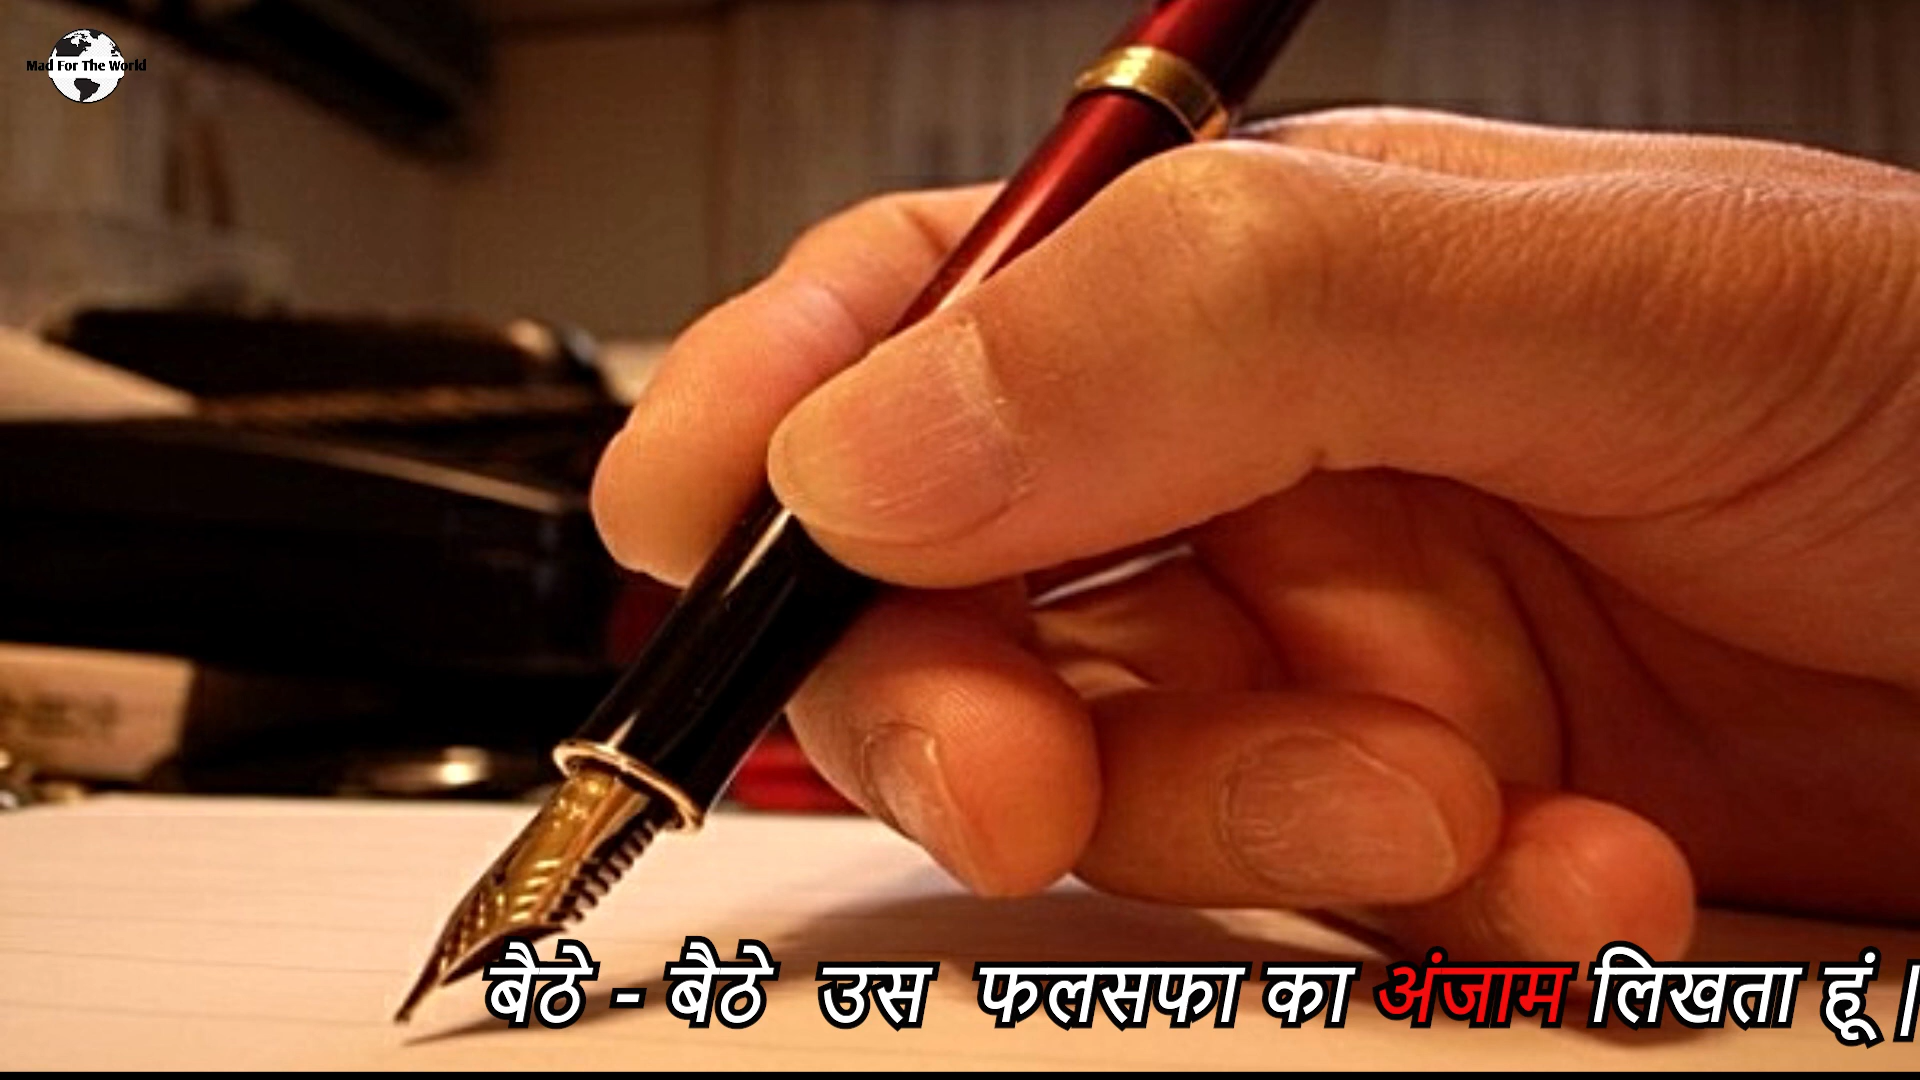 Mad For The World
बैठे - बैठे उस फलसफा का अंजाम लिखता हूं |